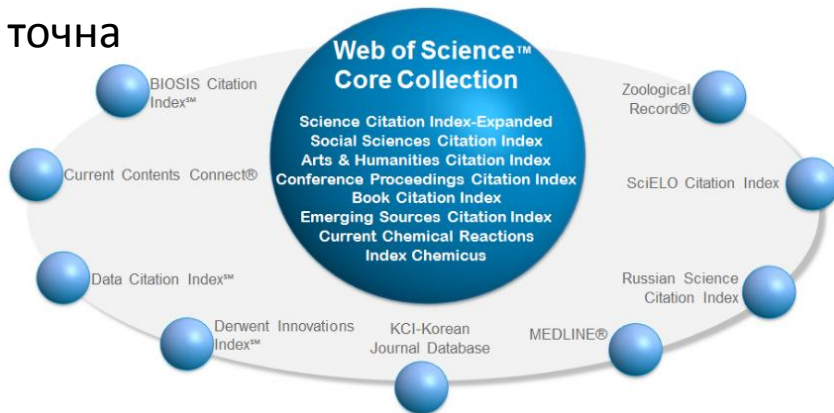 точна
Web of Science™
Core Collection
Science Citation Index-Expanded
Social Sciences Citation Index
Arts & Humanities Citation Index
Conference Proceedings Citation Index
Book Citation Index
Emerging Sources Citation Index
Current Chemical Reactions
Index Chemicus
BIOSIS Citation
Index℠
Current Contents Connect®
Data Citation Index℠
Derwent Innovations
Index℠
KCI-Korean
Journal Database
MEDLINE®
Russian Science
Citation Index
SciELO Citation Index
Zoological
Record®